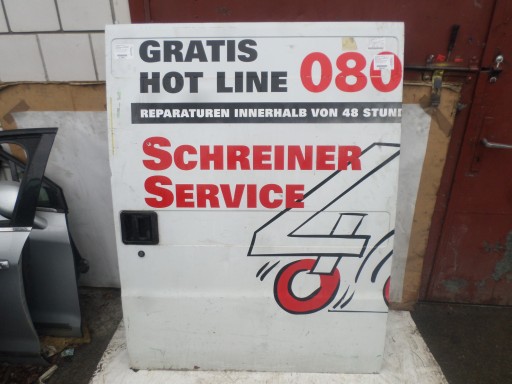 GRATIS
HOT LINE 080
REPARATUREN INNERHALB VON 48 STUND
SCHREINER
SERVICE